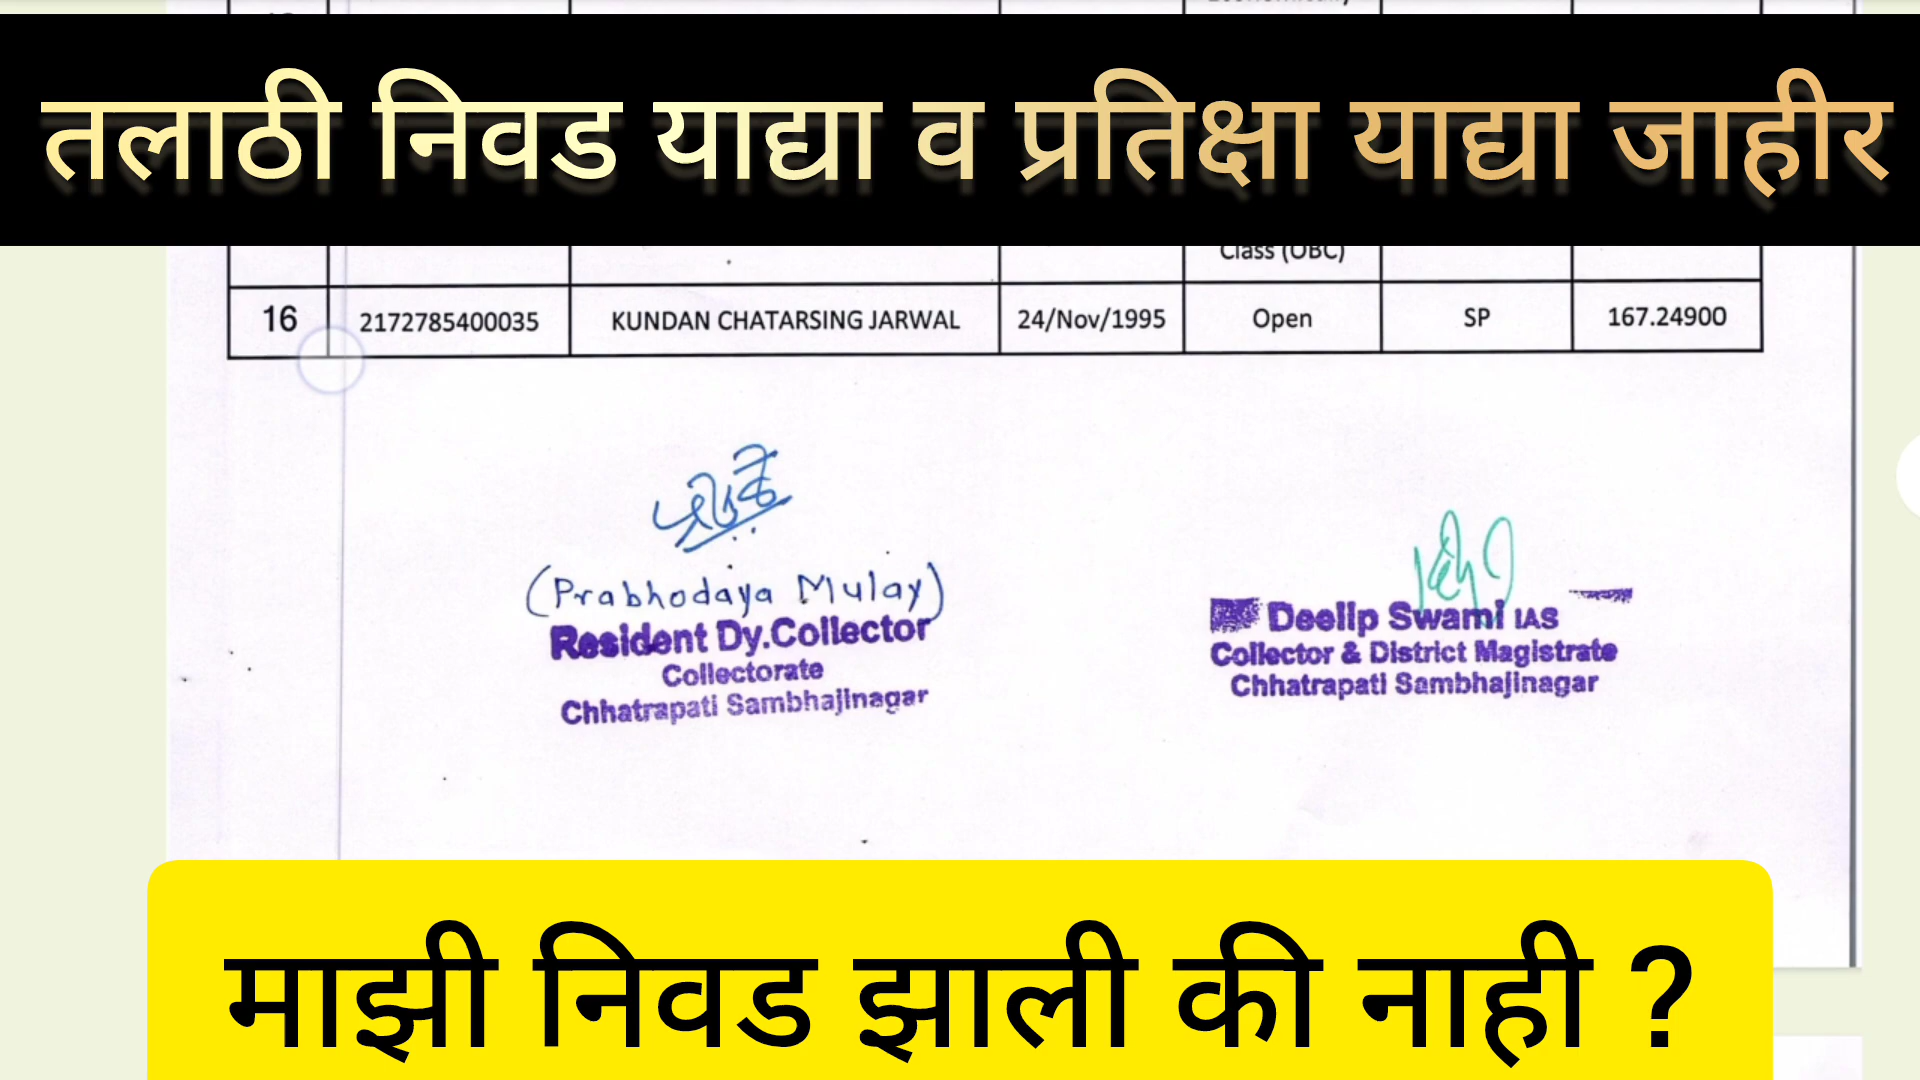 तलाठी निवड याद्या व प्रतिक्षा याद्या जाहीर
Class (OBC)
16 2172785400035 KUNDAN CHATARSING JARWAL 24/Nov/1995 Open SP 167.24900
(Prabhodaya Mulay)
Resident Dy.Collector
Collectorate
Chhatrapati Sambhajinagar
Deelip Swami IAS
Collector & District Magistrate
Chhatrapati Sambhajinagar
माझी निवड झाली की नाही ?